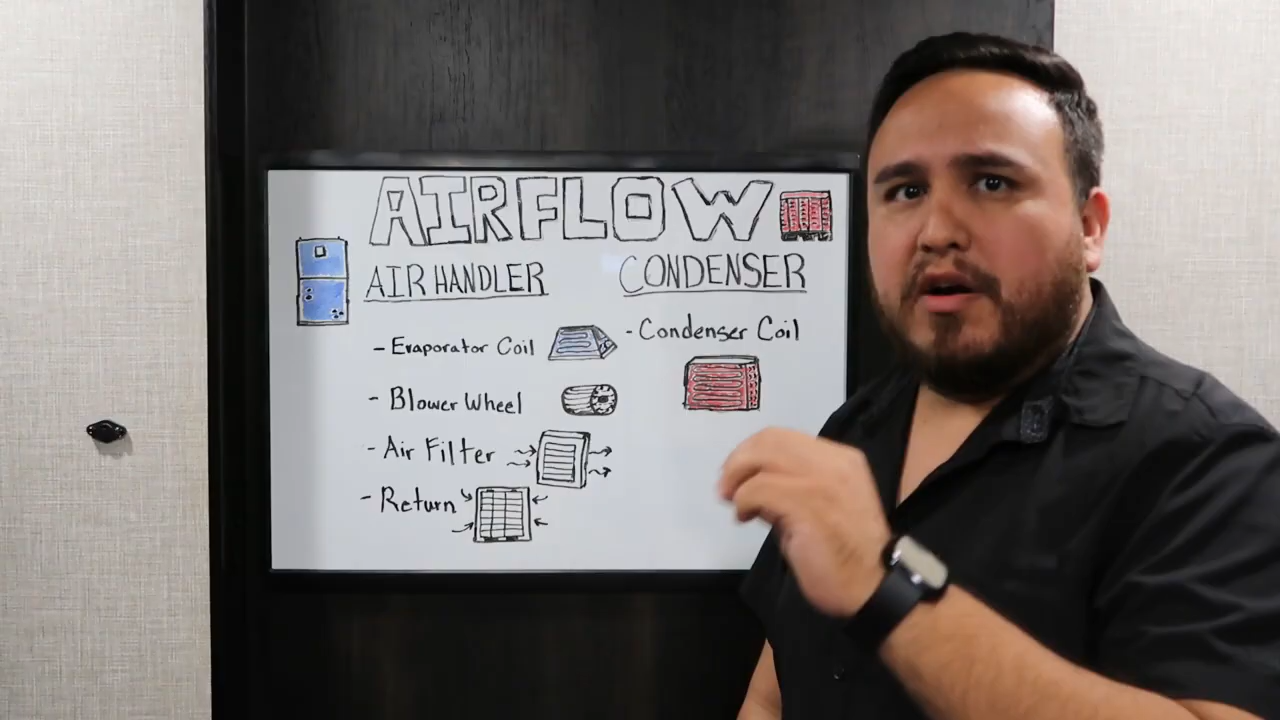 AIRFLOW
AIR HANDLER
- Evaporator Coil
- Blower Wheel
- Air Filter
- Return
CONDENSER
- Condenser Coil